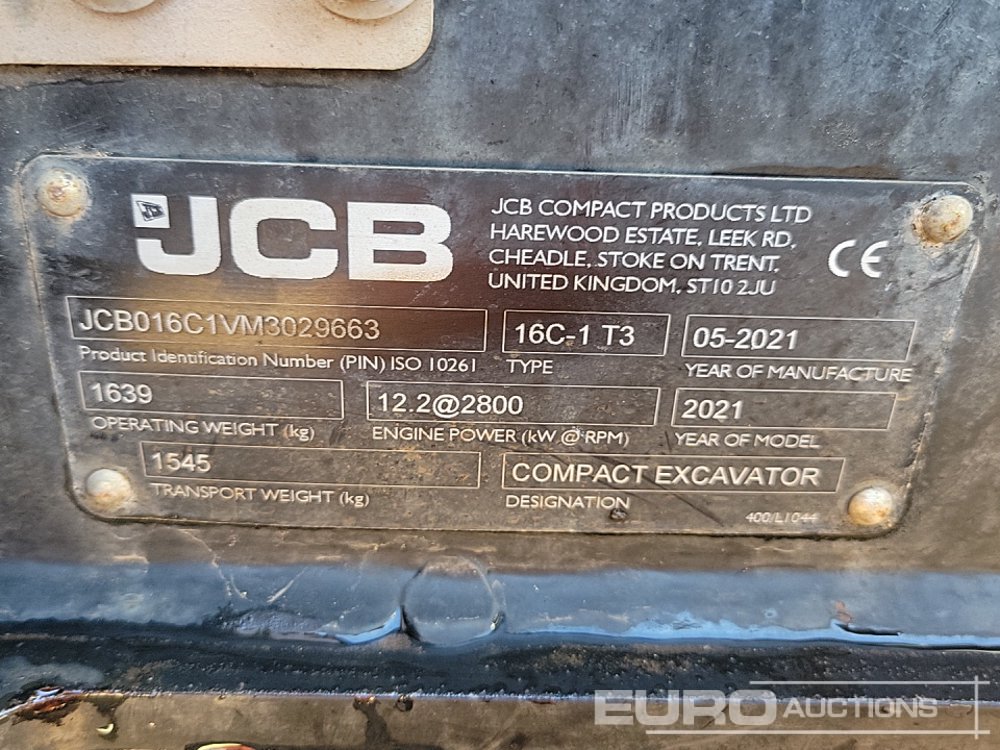 JCB
JCB COMPACT PRODUCTS LTD
HAREWOOD ESTATE, LEEK RD,
CHEADLE, STOKE ON TRENT,
UNITED KINGDOM, ST10 2JU
CE
JCB016C1VM3029663
Product Identification Number (PIN) ISO 10261
16C-1 T3
TYPE
05-2021
YEAR OF MANUFACTURE
1639
OPERATING WEIGHT (kg)
12.2@2800
ENGINE POWER (kW @ RPM)
2021
YEAR OF MODEL
1545
TRANSPORT WEIGHT (kg)
COMPACT EXCAVATOR
DESIGNATION
400/L1044
EURO AUCTIONS